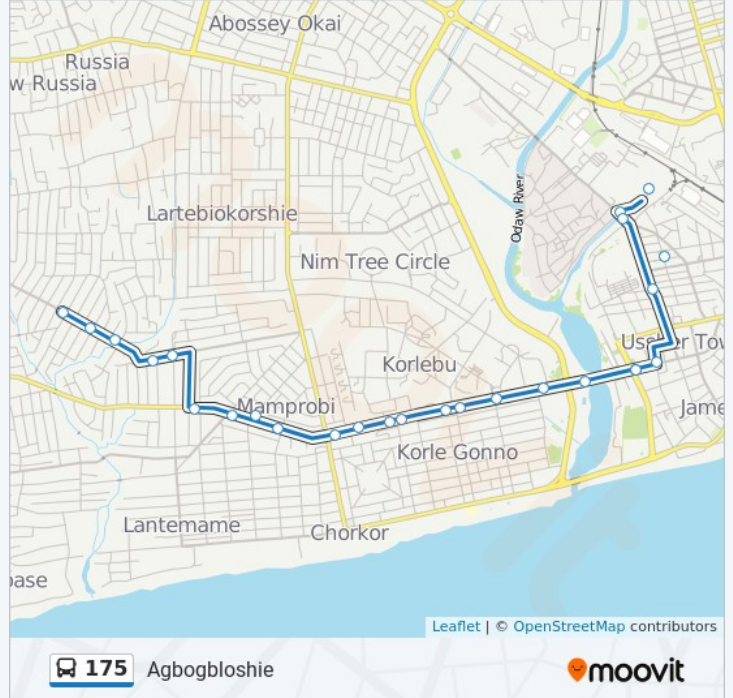 Abossey Okai
Russia
w Russia
Lartebiokorshie
Odaw River
Nim Tree Circle
Korlebu
Mamprobi
Jame
Korle Gonno
Lantemame
Chorkor
base
Leaflet | © OpenStreetMap contributors
175 Agbogbloshie
moovit